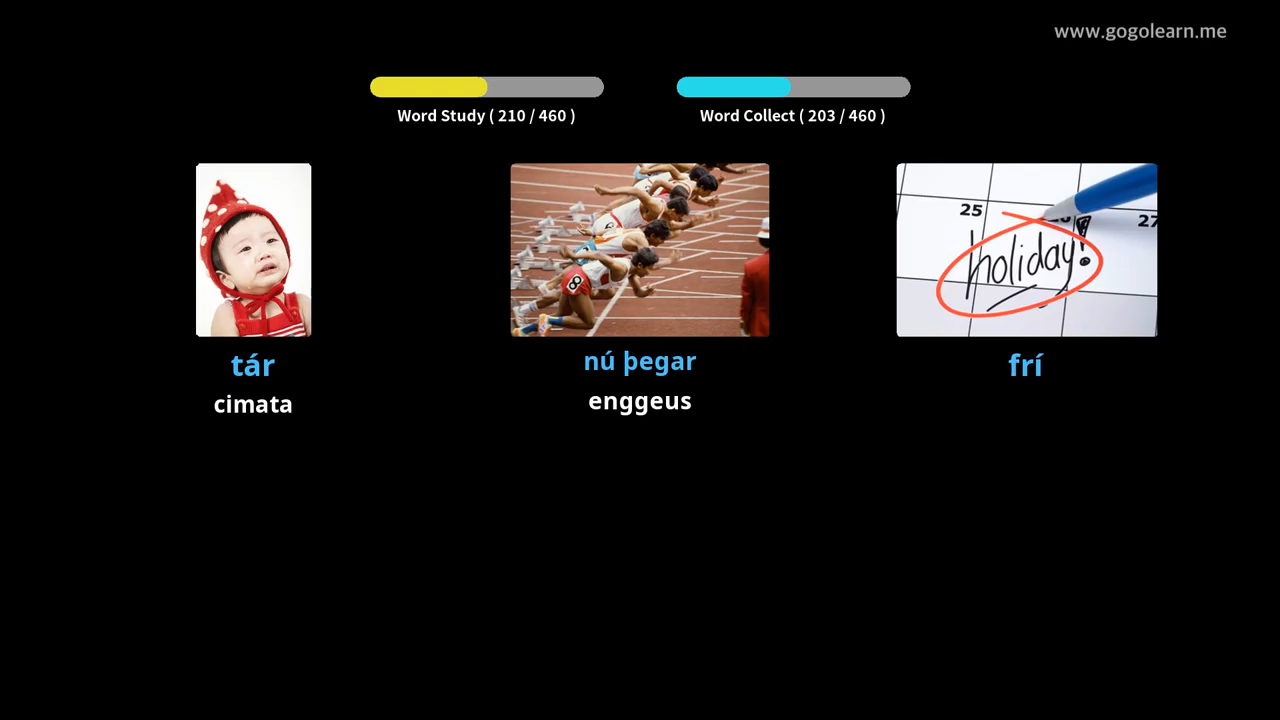 www.gogolearn.me
Word Study ( 210 / 460 )
Word Collect ( 203 / 460 )
8
25
27
holiday!
tár
nú þegar
frí
cimata
enggeus